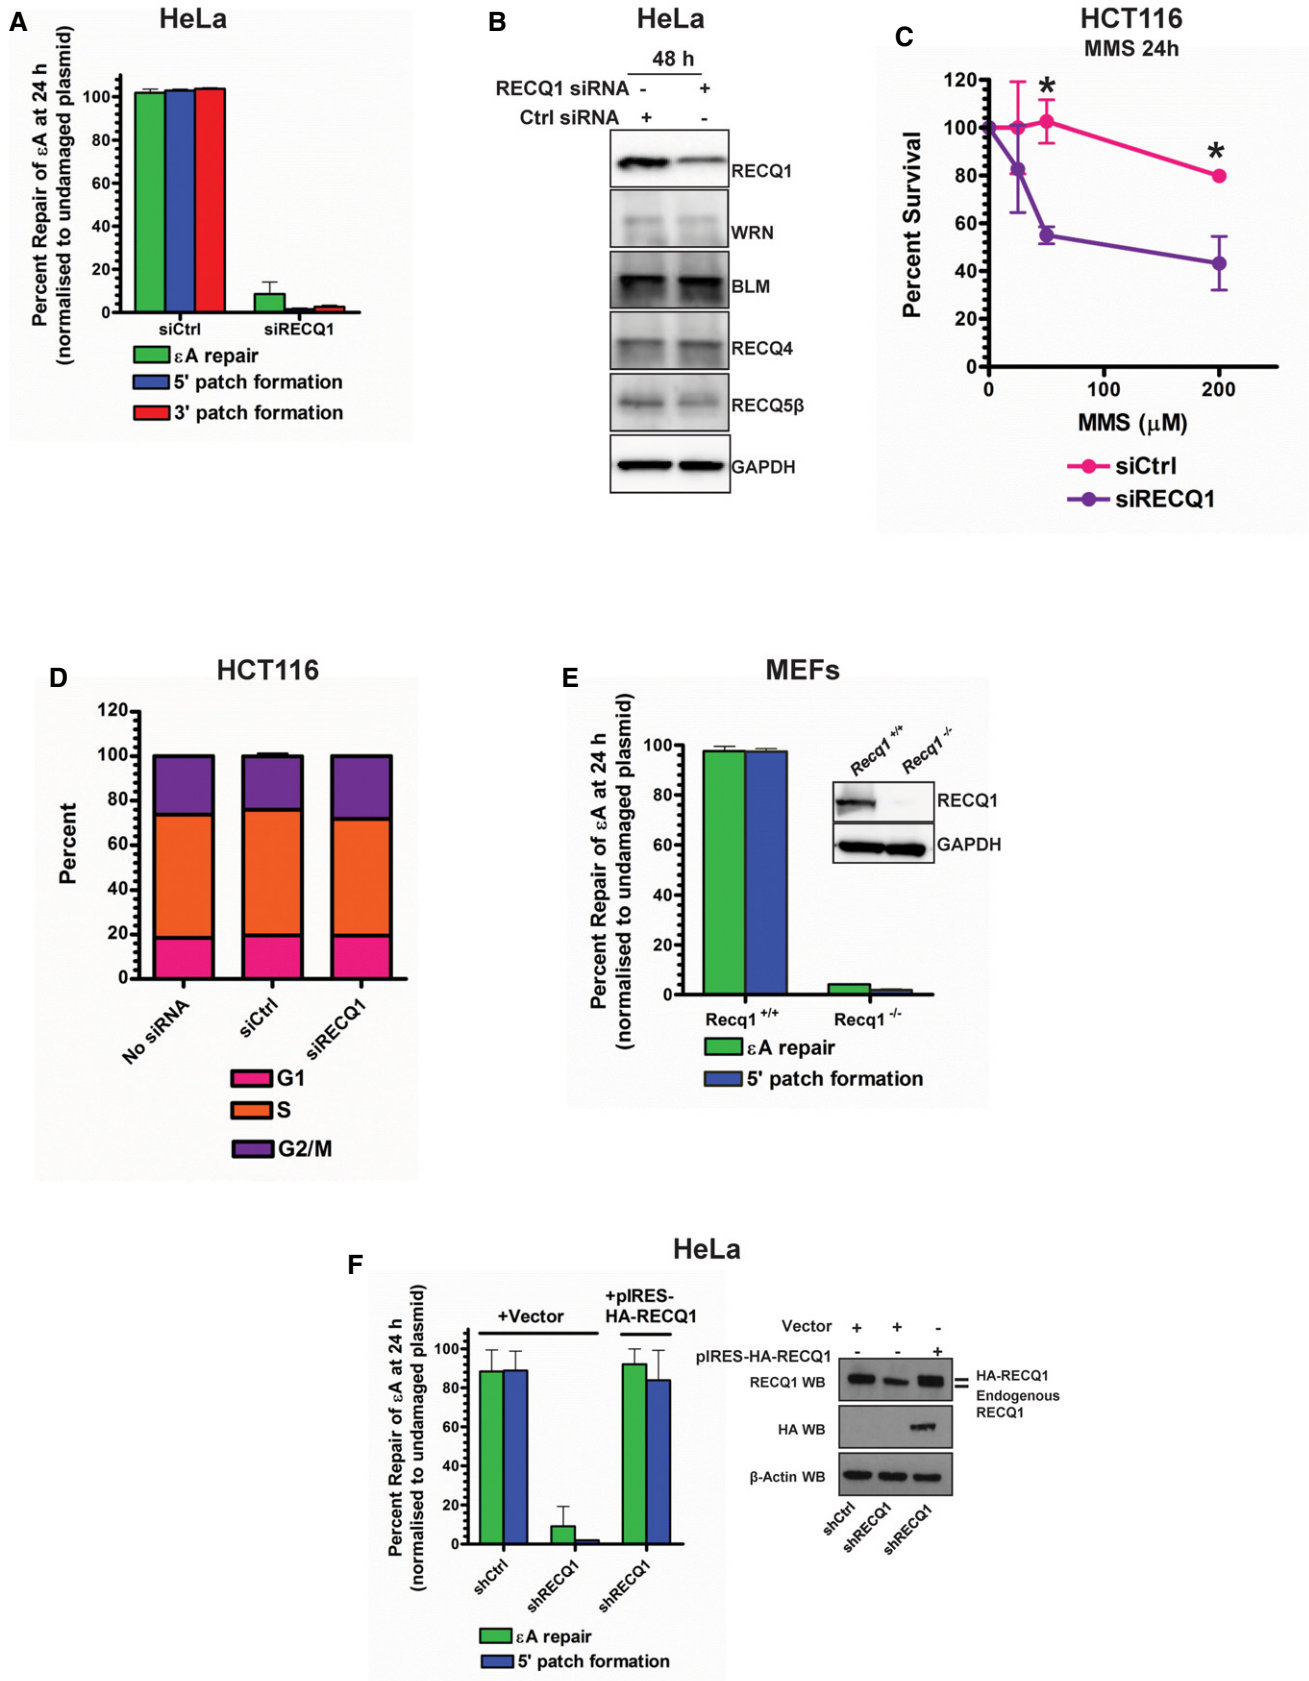 A
HeLa
Percent Repair of εA at 24 h
(normalised to undamaged plasmid)
100
80
60
40
20
0
siCtrl
siRECQ1
εA repair
5' patch formation
3' patch formation
B
HeLa
48 h
RECQ1 siRNA - +
Ctrl siRNA + -
RECQ1
WRN
BLM
RECQ4
RECQ5β
GAPDH
C
HCT116
MMS 24h
Percent Survival
120
100
80
60
40
20
0
*
*
0 100 200
MMS (μM)
siCtrl
siRECQ1
D
HCT116
Percent
120
100
80
60
40
20
0
No siRNA
siCtrl
siRECQ1
G1
S
G2/M
E
MEFs
Percent Repair of εA at 24 h
(normalised to undamaged plasmid)
100
80
60
40
20
0
Recq1 +/+
Recq1 -/-
εA repair
5' patch formation
Recq1 +/+
Recq1 -/-
RECQ1
GAPDH
F
HeLa
Percent Repair of εA at 24 h
(normalised to undamaged plasmid)
+Vector
+pIRES-
HA-RECQ1
100
80
60
40
20
0
shCtrl
shRECQ1
shRECQ1
εA repair
5' patch formation
Vector + + -
pIRES-HA-RECQ1 - - +
RECQ1 WB
HA-RECQ1
Endogenous
RECQ1
HA WB
β-Actin WB
shCtrl
shRECQ1
shRECQ1